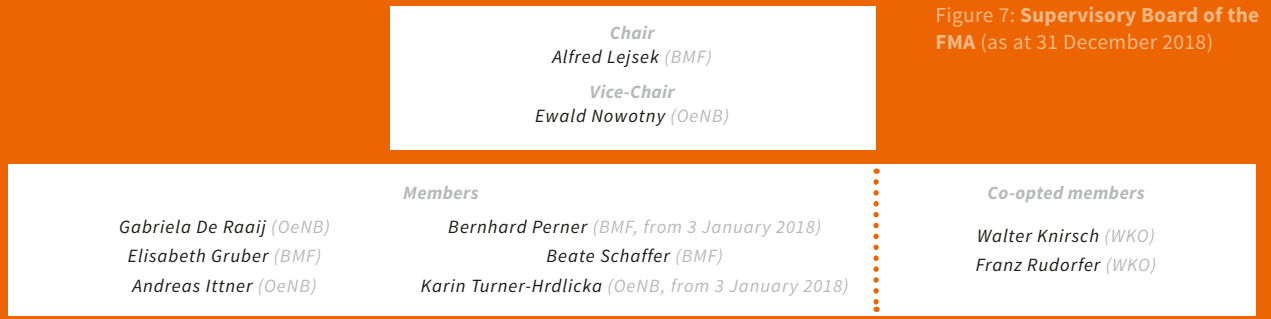 Figure 7: Supervisory Board of the
FMA (as at 31 December 2018)
Chair
Alfred Lejsek (BMF)
Vice-Chair
Ewald Nowotny (OeNB)
Members
Gabriela De Raaij (OeNB)
Elisabeth Gruber (BMF)
Andreas Ittner (OeNB)
Bernhard Perner (BMF, from 3 January 2018)
Beate Schaffer (BMF)
Karin Turner-Hrdlicka (OeNB, from 3 January 2018)
Co-opted members
Walter Knirsch (WKO)
Franz Rudorfer (WKO)